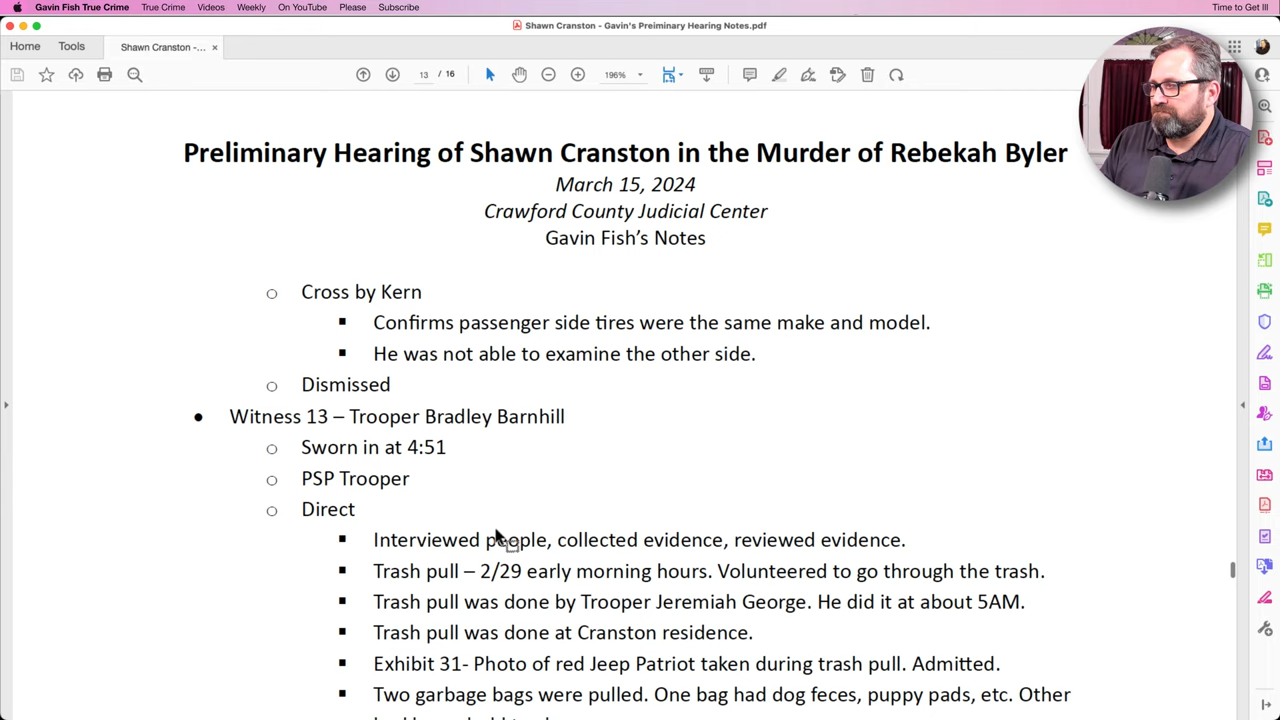 Gavin Fish True Crime True Crime Videos Weekly On YouTube Please Subscribe Time to Get Ill
Shawn Cranston - Gavin's Preiminary Hearing Notes.pdf
Home Tools Shawn Cranston -... ×
13 / 16 196%
Preliminary Hearing of Shawn Cranston in the Murder of Rebekah Byler
March 15, 2024
Crawford County Judicial Center
Gavin Fish’s Notes
o Cross by Kern
▪ Confirms passenger side tires were the same make and model.
▪ He was not able to examine the other side.
o Dismissed
• Witness 13 – Trooper Bradley Barnhill
o Sworn in at 4:51
o PSP Trooper
o Direct
▪ Interviewed people, collected evidence, reviewed evidence.
▪ Trash pull – 2/29 early morning hours. Volunteered to go through the trash.
▪ Trash pull was done by Trooper Jeremiah George. He did it at about 5AM.
▪ Trash pull was done at Cranston residence.
▪ Exhibit 31- Photo of red Jeep Patriot taken during trash pull. Admitted.
▪ Two garbage bags were pulled. One bag had dog feces, puppy pads, etc. Other